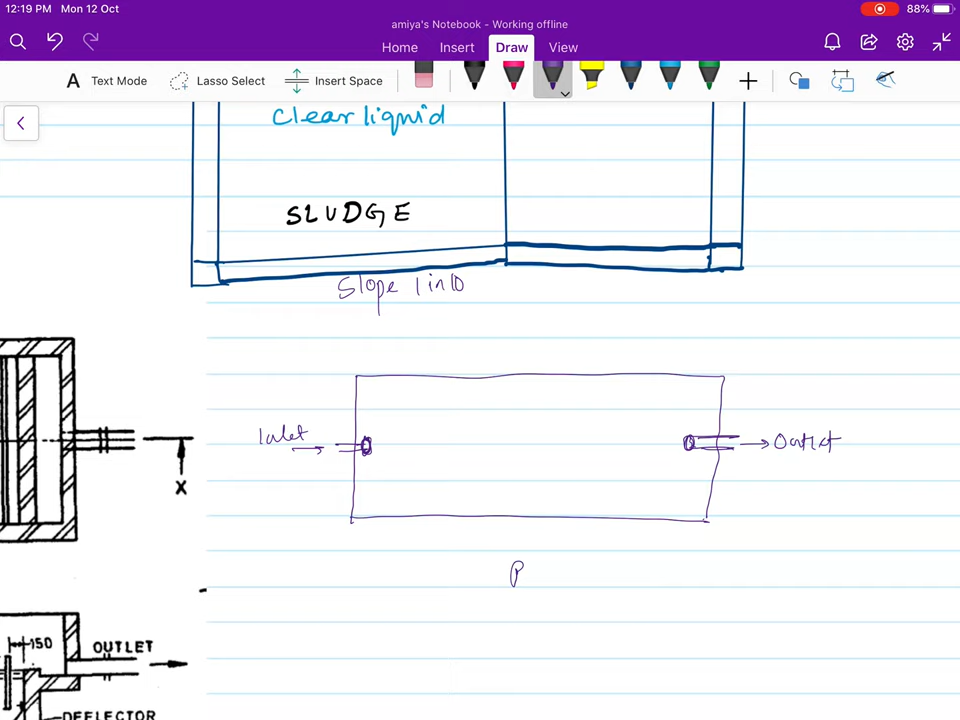 12:19 PM Mon 12 Oct
88%
amiya's Notebook - Working offline
Home Insert Draw View
A Text Mode Lasso Select Insert Space
Clear liquid
SLUDGE
Slope 1 in 10
Inlet
Outlet
X
P
150
OUTLET
DEFLECTOR